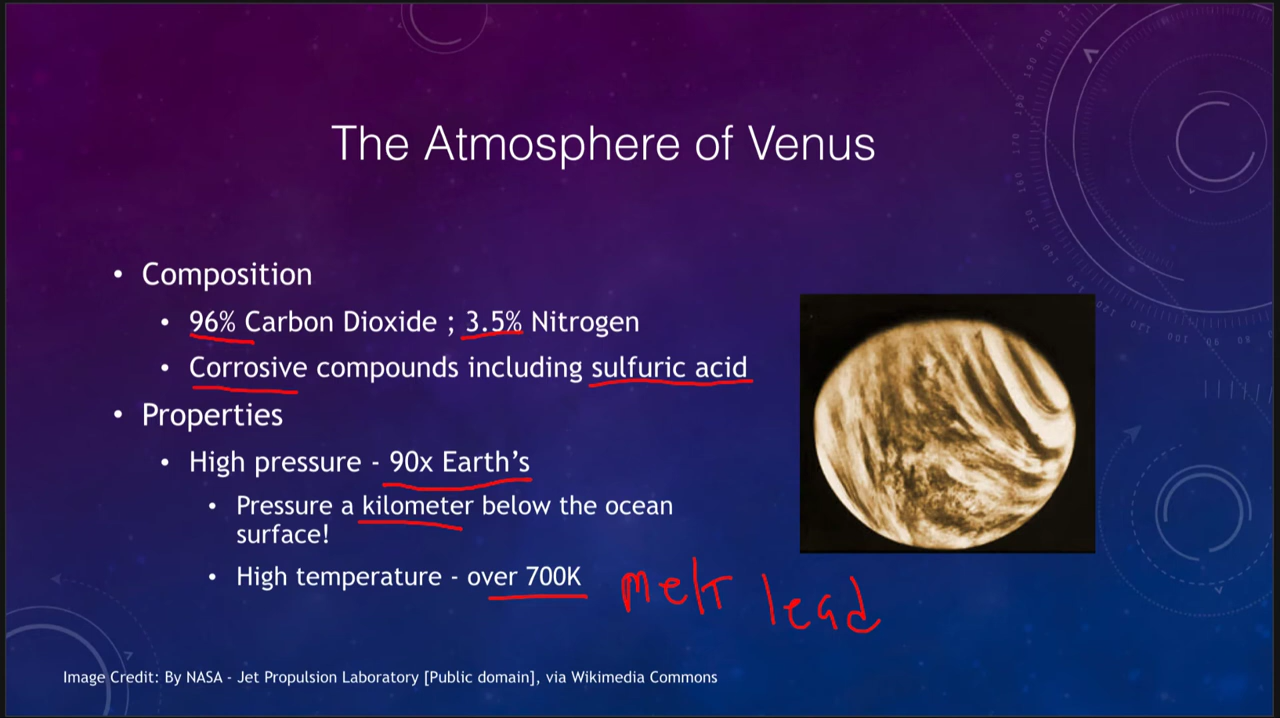 The Atmosphere of Venus
• Composition
• 96% Carbon Dioxide ; 3.5% Nitrogen
• Corrosive compounds including sulfuric acid
• Properties
• High pressure - 90x Earth's
• Pressure a kilometer below the ocean
surface!
• High temperature - over 700K
melt lead
Image Credit: By NASA - Jet Propulsion Laboratory [Public domain], via Wikimedia Commons